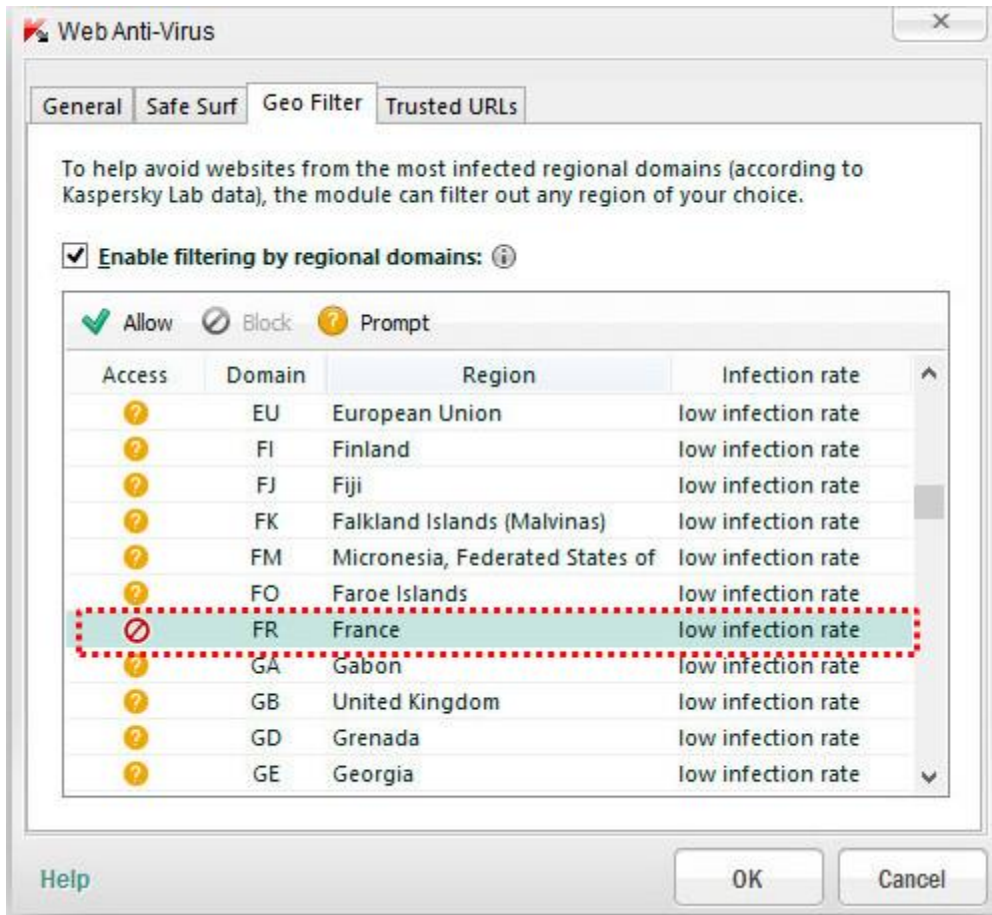 Web Anti-Virus
General Safe Surf Geo Filter Trusted URLs
To help avoid websites from the most infected regional domains (according to
Kaspersky Lab data), the module can filter out any region of your choice.
Enable filtering by regional domains:
Allow Block Prompt
Access Domain Region Infection rate
EU European Union low infection rate
FI Finland low infection rate
FJ Fiji low infection rate
FK Falkland Islands (Malvinas) low infection rate
FM Micronesia, Federated States of low infection rate
FO Faroe Islands low infection rate
FR France low infection rate
GA Gabon low infection rate
GB United Kingdom low infection rate
GD Grenada low infection rate
GE Georgia low infection rate
Help OK Cancel